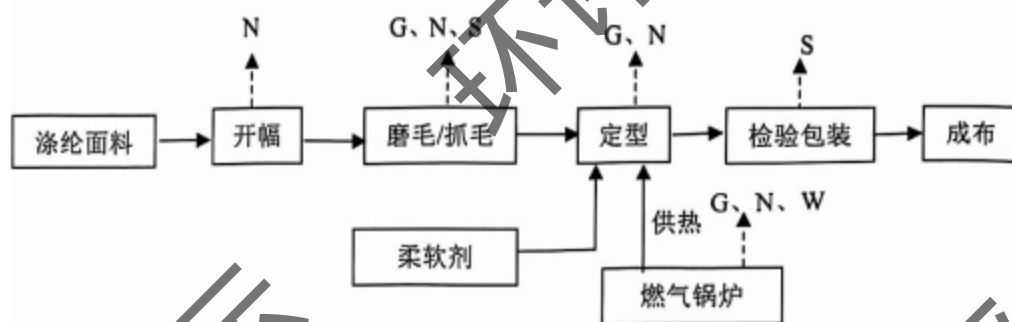 N
G、N、S
G、N
S
涤纶面料
开幅
磨毛/抓毛
定型
检验包装
成布
柔软剂
供热
G、N、W
燃气锅炉
环